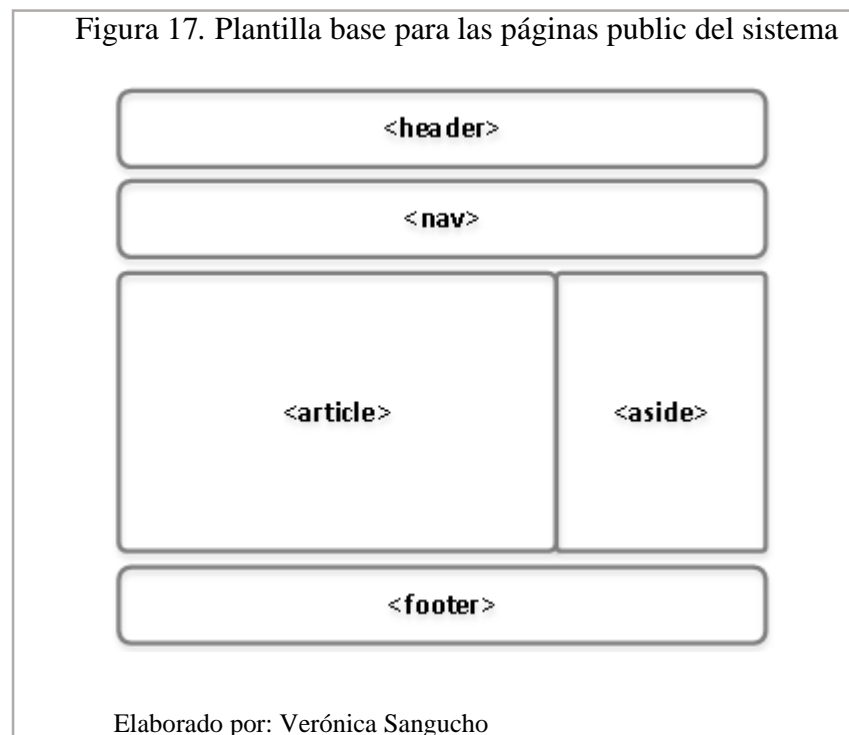 Figura 17. Plantilla base para las páginas public del sistema
<header>
<nav>
<article>
<aside>
<footer>
Elaborado por: Verónica Sangucho